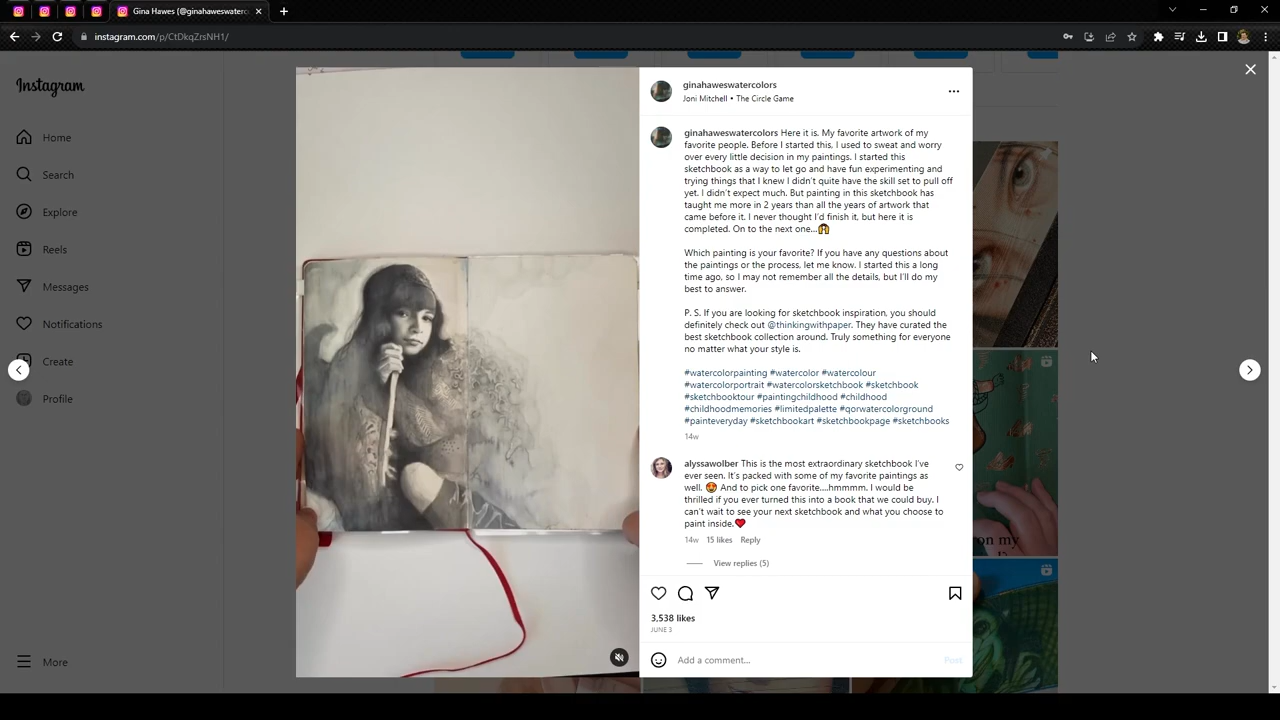 Gina Hawes (@ginahaweswaterc
instagram.com/p/CtDkqZrsNH1/
Instagram
Home
Search
Explore
Reels
Messages
Notifications
Create
Profile
More
ginahaweswatercolors
Joni Mitchell • The Circle Game
ginahaweswatercolors Here it is. My favorite artwork of my
favorite people. Before I started this, I used to sweat and worry
over every little decision in my paintings. I started this
sketchbook as a way to let go and have fun experimenting and
trying things that I knew I didn't quite have the skill set to pull off
yet. I didn't expect much. But painting in this sketchbook has
taught me more in 2 years than all the years of artwork that
came before it. I never thought I'd finish it, but here it is
completed. On to the next one...😱
Which painting is your favorite? If you have any questions about
the paintings or the process, let me know. I started this a long
time ago, so I may not remember all the details, but I'll do my
best to answer.
P. S. If you are looking for sketchbook inspiration, you should
definitely check out @thinkingwithpaper. They have curated the
best sketchbook collection around. Truly something for everyone
no matter what your style is.
#watercolorpainting #watercolor #watercolour
#watercolorportrait #watercolorsketchbook #sketchbook
#sketchbooktour #paintingchildhood #childhood
#childhoodmemories #limitedpalette #qorwatercolorground
#painteveryday #sketchbookart #sketchbookpage #sketchbooks
14w
alyssawolber This is the most extraordinary sketchbook I've
ever seen. It's packed with some of my favorite paintings as
well. 😍 And to pick one favorite....hmmmm. I would be
thrilled if you ever turned this into a book that we could buy. I
can't wait to see your next sketchbook and what you choose to
paint inside.❤️
14w 15 likes Reply
View replies (5)
3,538 likes
JUNE 3
Add a comment...
Post
on my